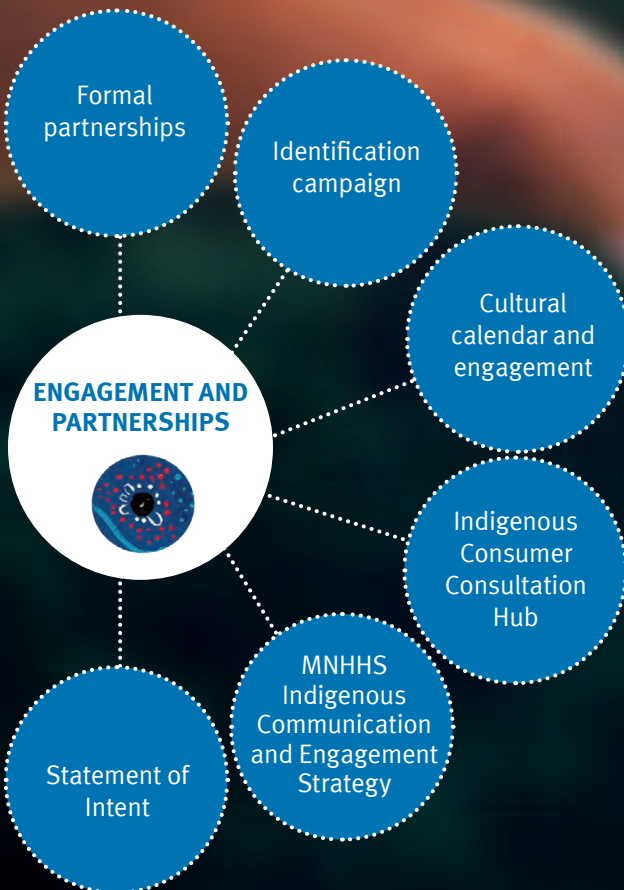 Formal
partnerships
Identification
campaign
Cultural
calendar and
engagement
ENGAGEMENT AND
PARTNERSHIPS
Indigenous
Consumer
Consultation
Hub
MNHHS
Indigenous
Communication
and Engagement
Strategy
Statement of
Intent